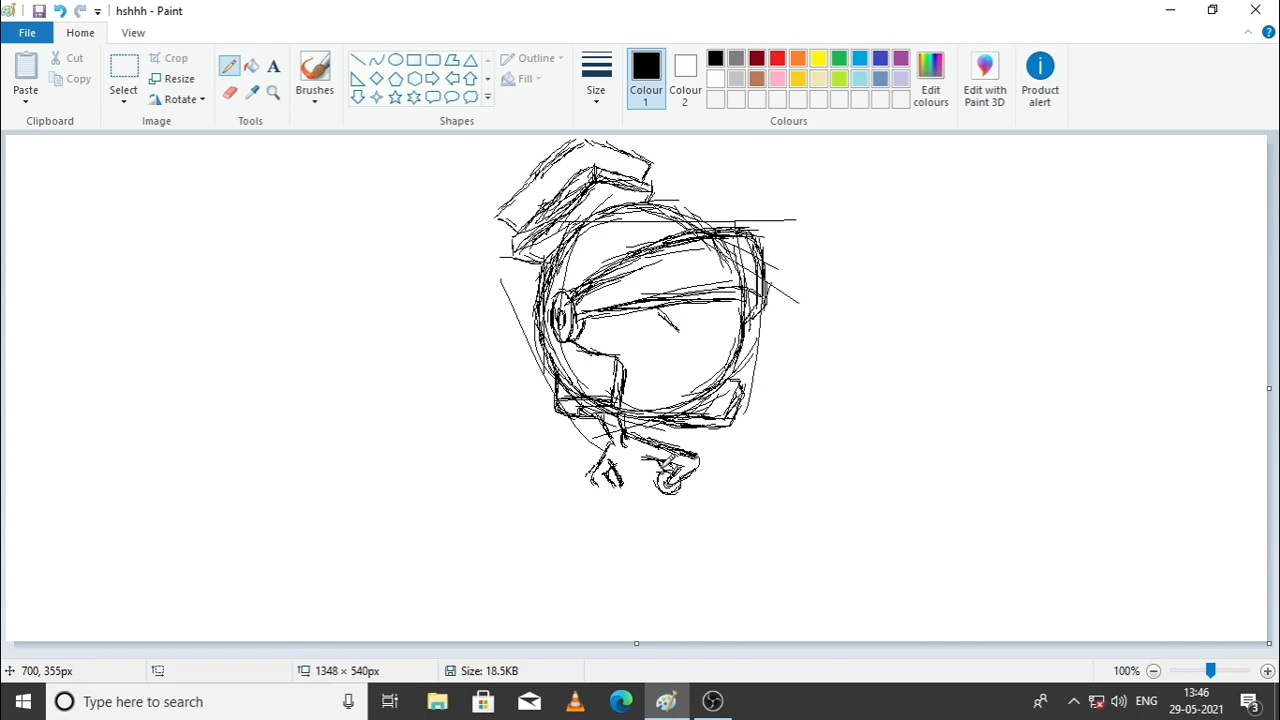 hshhh - Paint
File Home View
Paste
Cut
Copy
Clipboard
Select
Crop
Resize
Rotate
Image
A
Tools
Brushes
Outline
Fill
Shapes
Size
Colour 1
Colour 2
Edit colours
Colours
Edit with Paint 3D
Product alert
700, 355px
1348 × 540px
Size: 18.5KB
100%
Type here to search
ENG
13:46
29-05-2021
3